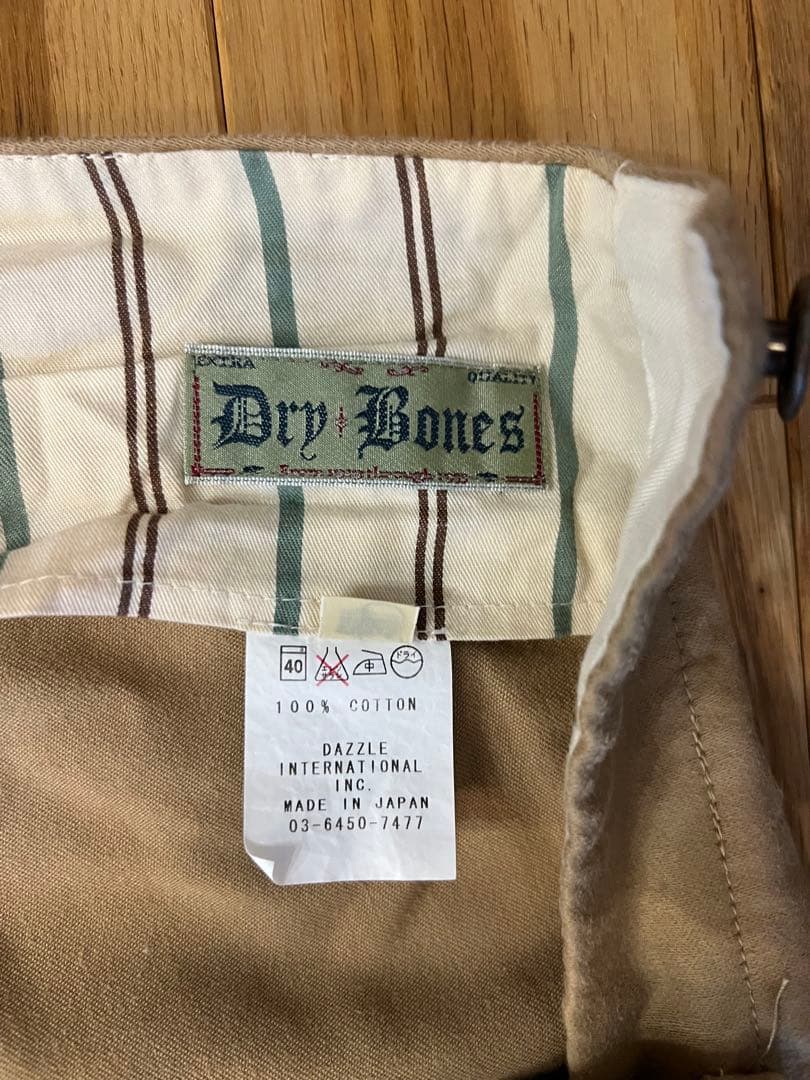 EXTRA
QUALITY
Dry Bones
40
中
ドライ
100% COTTON
DAZZLE
INTERNATIONAL
INC.
MADE IN JAPAN
03-6450-7477